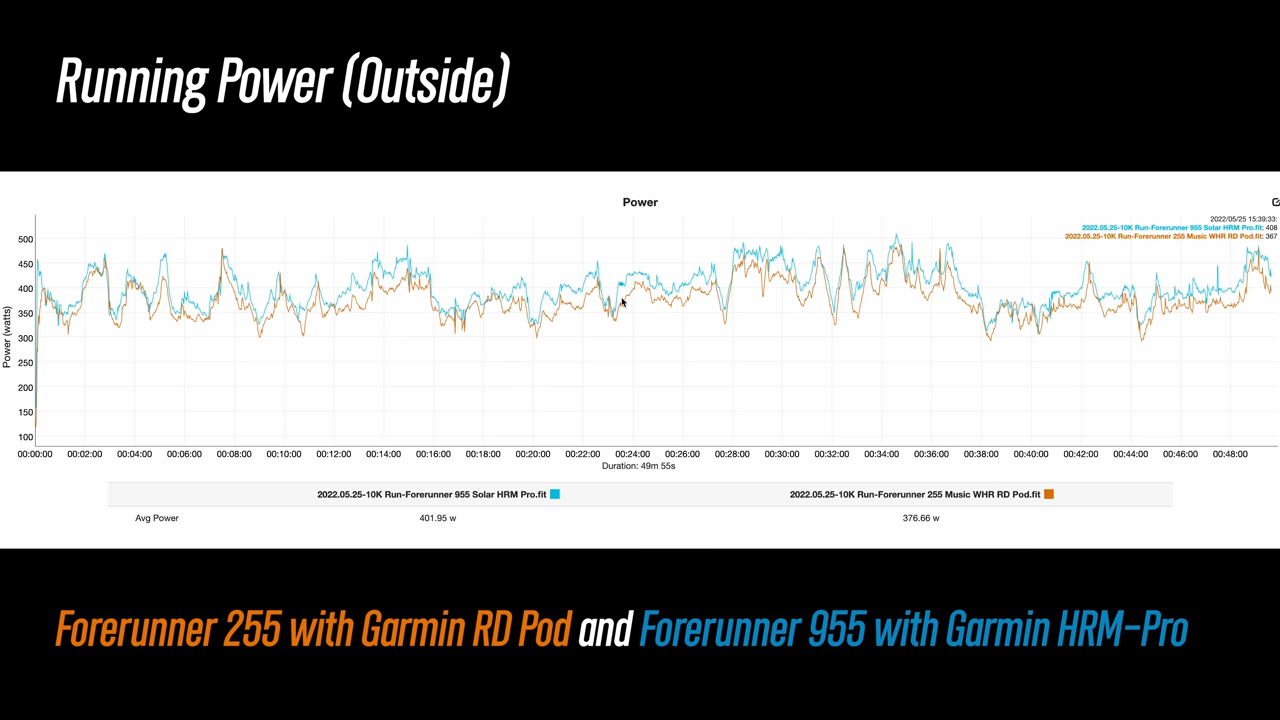 Running Power (Outside)
Power
2022/05/25 15:39:33:
2022.05.25-10K Run-Forerunner 955 Solar HRM Pro.fit: 408
2022.05.25-10K Run-Forerunner 255 Music WHR RD Pod.fit: 367
Power (watts)
500
450
400
350
300
250
200
150
100
00:00:00 00:02:00 00:04:00 00:06:00 00:08:00 00:10:00 00:12:00 00:14:00 00:16:00 00:18:00 00:20:00 00:22:00 00:24:00 00:26:00 00:28:00 00:30:00 00:32:00 00:34:00 00:36:00 00:38:00 00:40:00 00:42:00 00:44:00 00:46:00 00:48:00
Duration: 49m 55s
2022.05.25-10K Run-Forerunner 955 Solar HRM Pro.fit 2022.05.25-10K Run-Forerunner 255 Music WHR RD Pod.fit
Avg Power 401.95 w 376.66 w
Forerunner 255 with Garmin RD Pod and Forerunner 955 with Garmin HRM-Pro